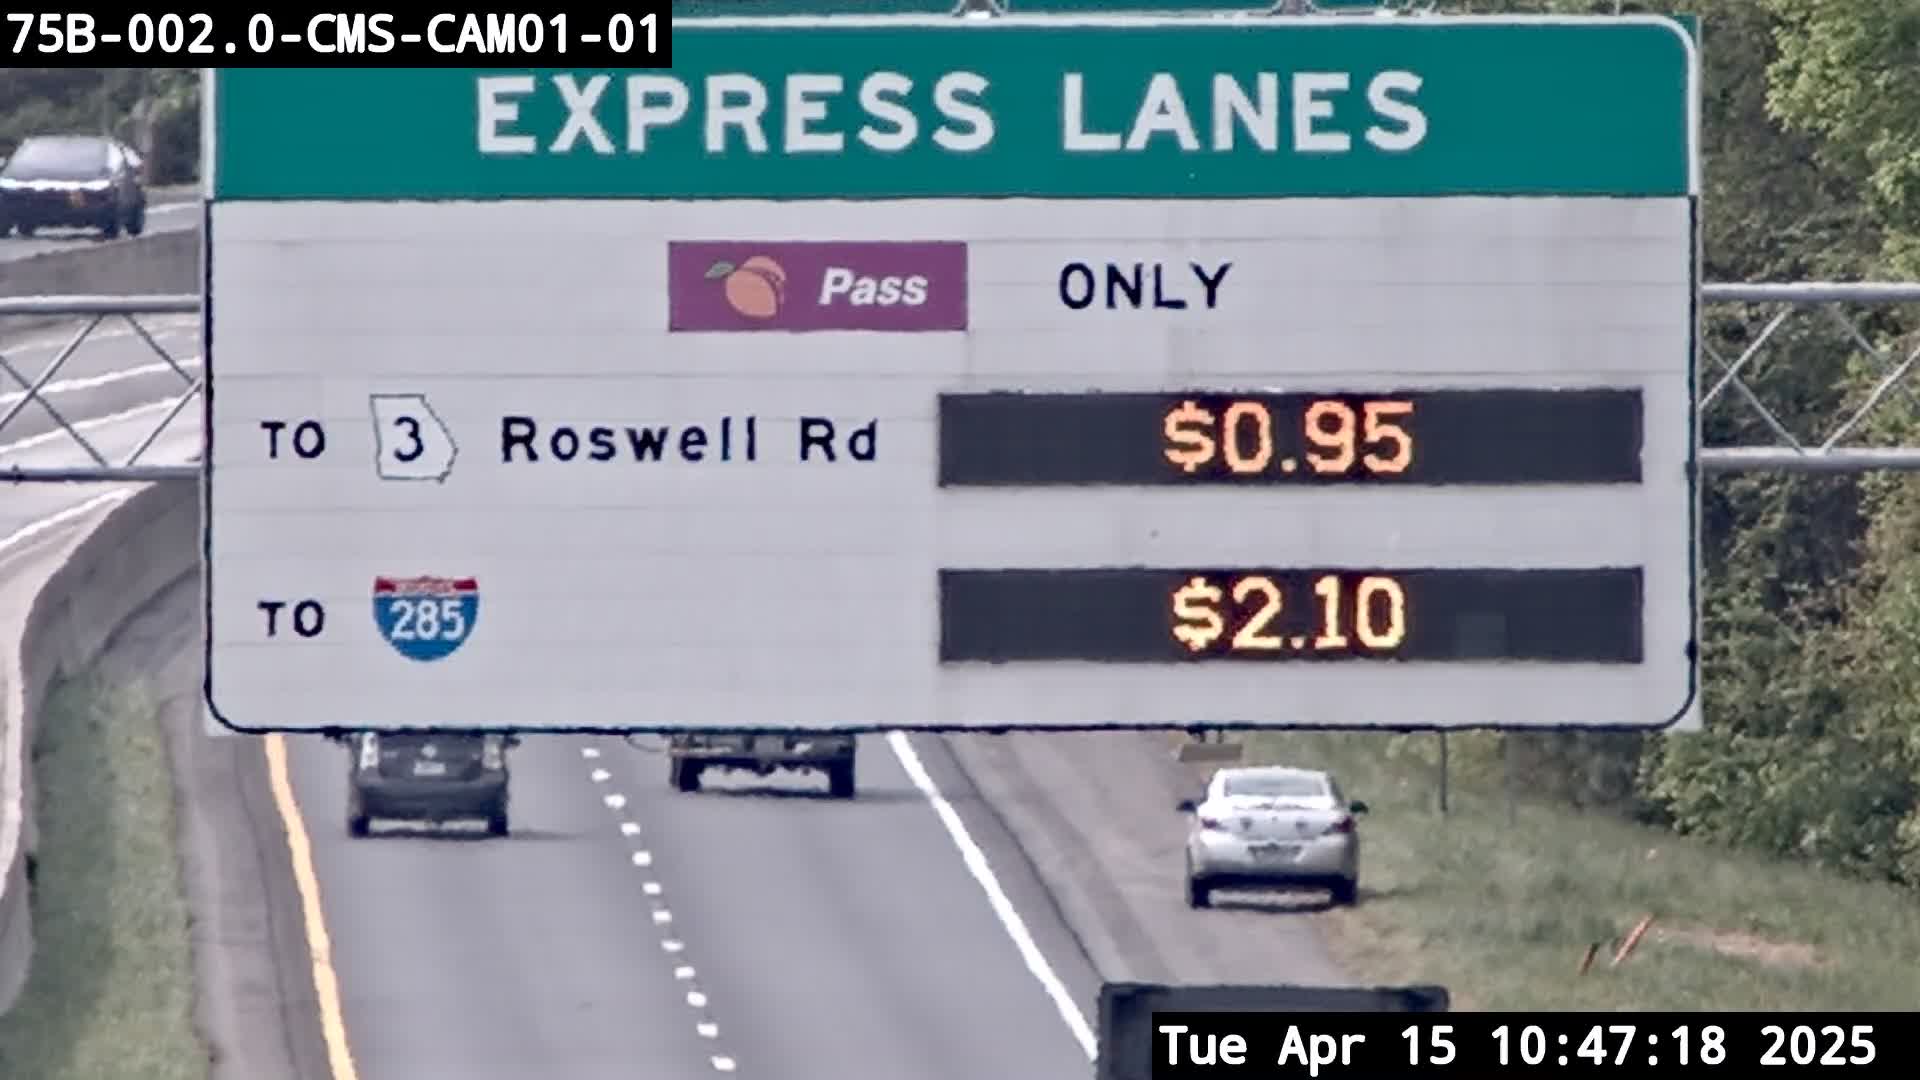 75B-002.0-CMS-CAM01-01
EXPRESS LANES
Pass ONLY
TO 3 Roswell Rd $0.95
TO 285 $2.10
Tue Apr 15 10:47:18 2025